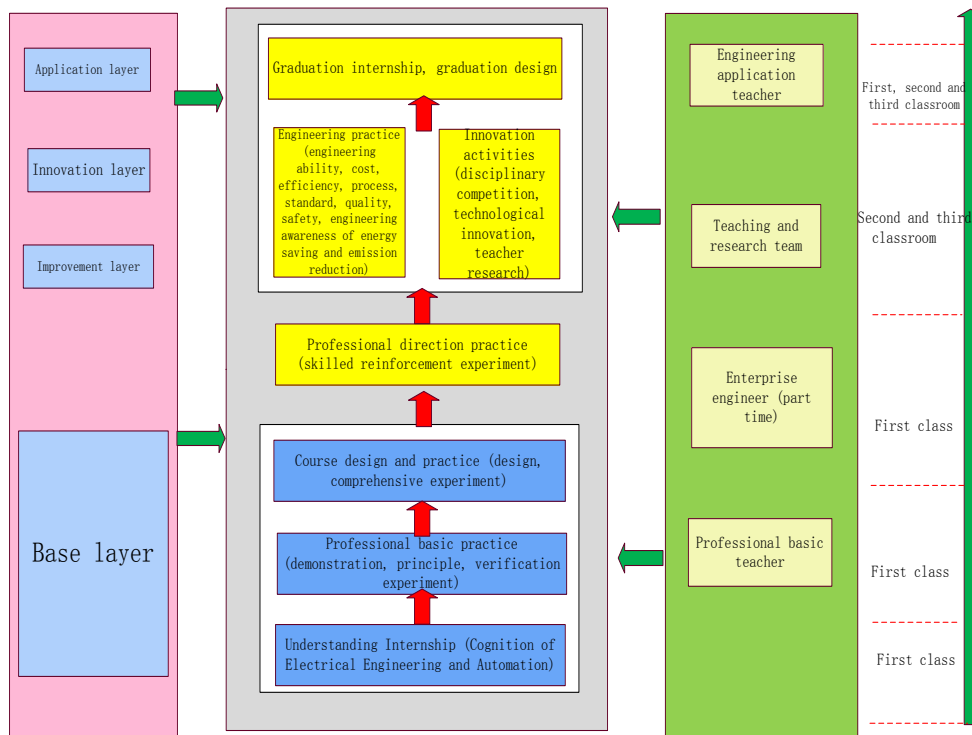 Application layer
Innovation layer
Improvement layer
Base layer
Graduation internship, graduation design
Engineering practice
(engineering
ability, cost,
efficiency, process,
standard, quality,
safety, engineering
awareness of energy
saving and emission
reduction)
Innovation
activities
(disciplinary
competition,
technological
innovation,
teacher
research)
Professional direction practice
(skilled reinforcement experiment)
Course design and practice (design,
comprehensive experiment)
Professional basic practice
(demonstration, principle, verification
experiment)
Understanding Internship (Cognition of
Electrical Engineering and Automation)
Engineering
application
teacher
Teaching and
research team
Enterprise
engineer (part
time)
Professional basic
teacher
First, second and
third classroom
Second and third
classroom
First class
First class
First class